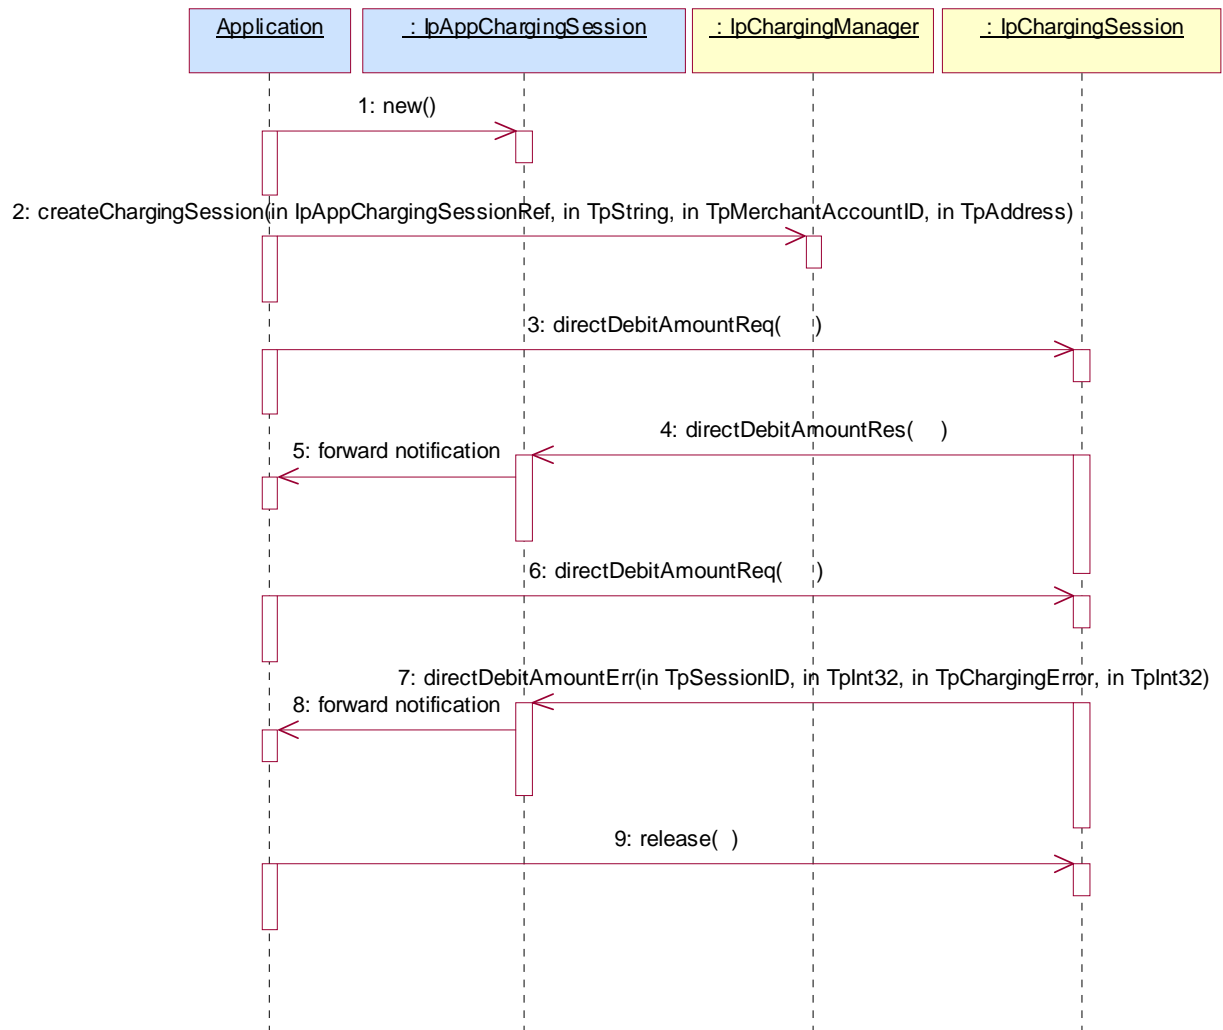 Application
: IpAppChargingSession
: IpChargingManager
: IpChargingSession
1: new()
2: createChargingSession(in IpAppChargingSessionRef, in TpString, in TpMerchantAccountID, in TpAddress)
3: directDebitAmountReq( )
4: directDebitAmountRes( )
5: forward notification
6: directDebitAmountReq( )
7: directDebitAmountErr(in TpSessionID, in TpInt32, in TpChargingError, in TpInt32)
8: forward notification
9: release( )